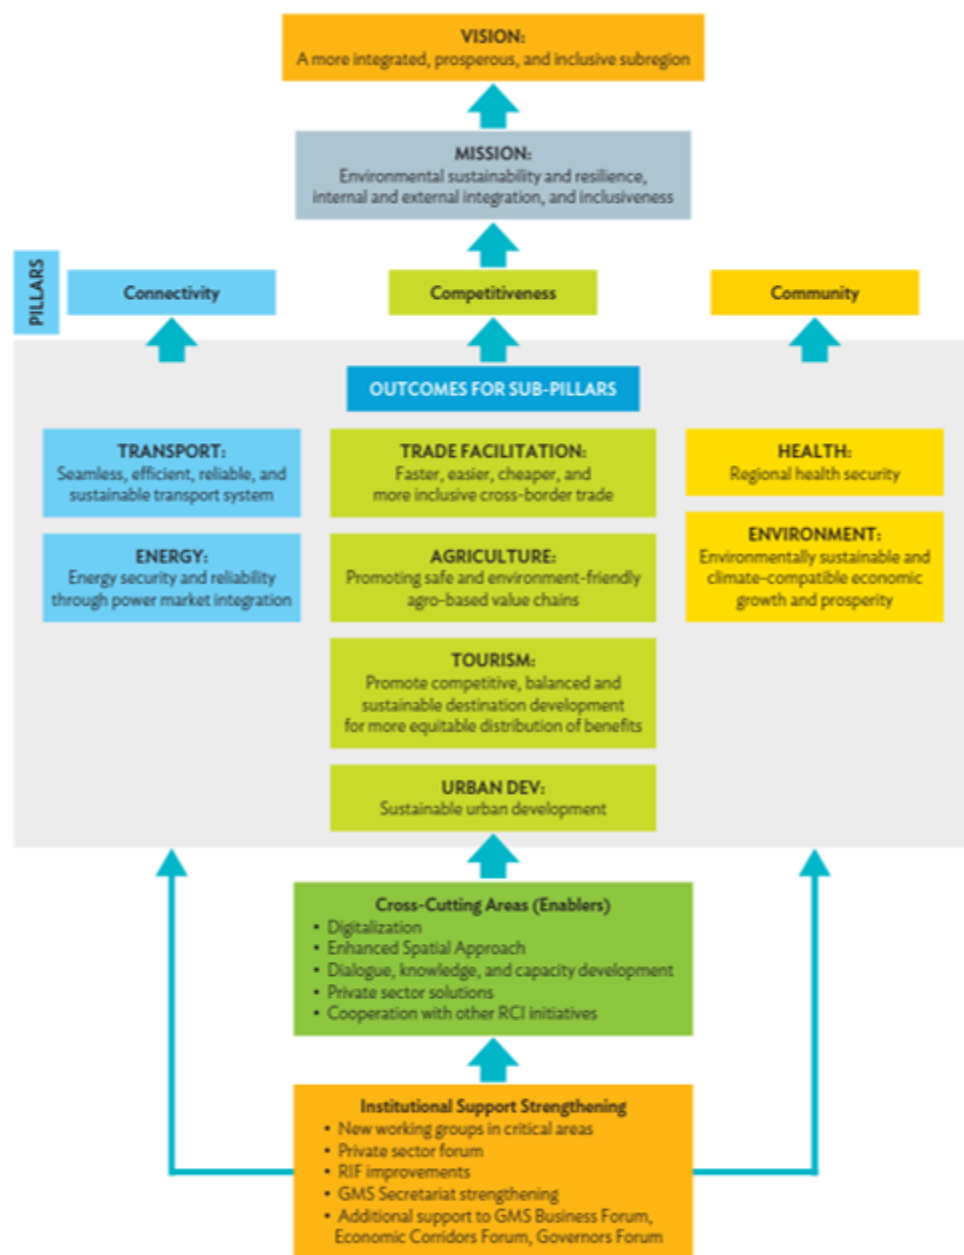 VISION:
A more integrated, prosperous, and inclusive subregion
MISSION:
Environmental sustainability and resilience,
internal and external integration, and inclusiveness
PILLARS
Connectivity
Competitiveness
Community
OUTCOMES FOR SUB-PILLARS
TRANSPORT:
Seamless, efficient, reliable, and
sustainable transport system
ENERGY:
Energy security and reliability
through power market integration
TRADE FACILITATION:
Faster, easier, cheaper, and
more inclusive cross-border trade
AGRICULTURE:
Promoting safe and environment-friendly
agro-based value chains
TOURISM:
Promote competitive, balanced and
sustainable destination development
for more equitable distribution of benefits
URBAN DEV:
Sustainable urban development
HEALTH:
Regional health security
ENVIRONMENT:
Environmentally sustainable and
climate-compatible economic
growth and prosperity
Cross-Cutting Areas (Enablers)
• Digitalization
• Enhanced Spatial Approach
• Dialogue, knowledge, and capacity development
• Private sector solutions
• Cooperation with other RCI initiatives
Institutional Support Strengthening
• New working groups in critical areas
• Private sector forum
• RIF improvements
• GMS Secretariat strengthening
• Additional support to GMS Business Forum,
Economic Corridors Forum, Governors Forum